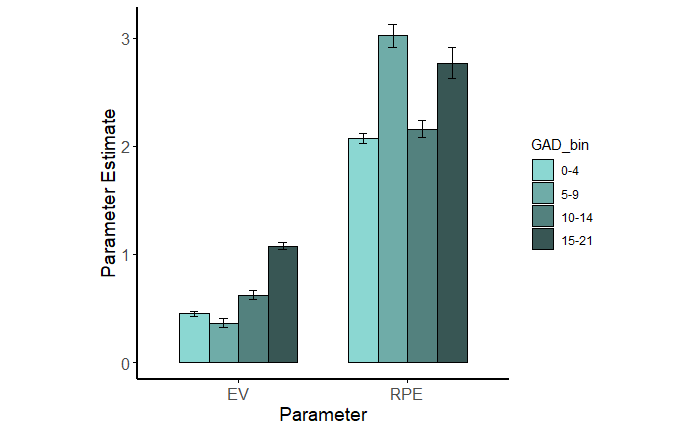 3
2
1
0
Parameter Estimate
EV
RPE
Parameter
GAD_bin
0-4
5-9
10-14
15-21